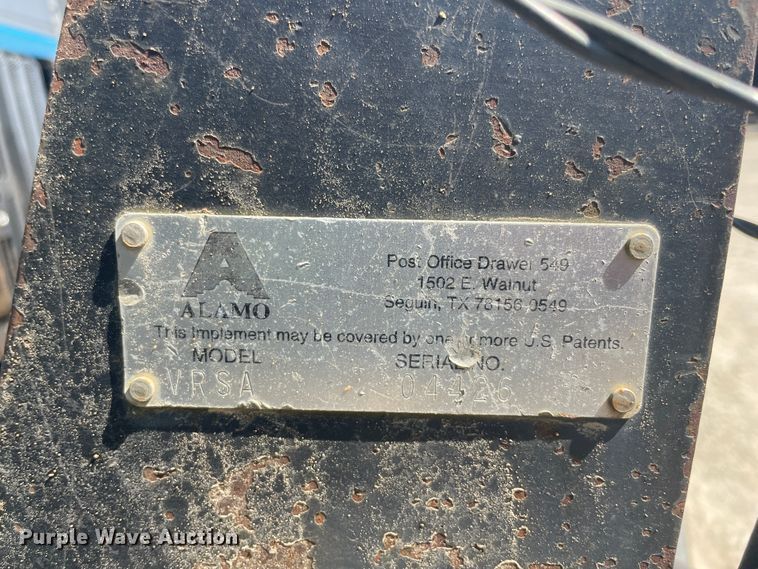 A
ALAMO
Post Office Drawer 549
1502 E. Walnut
Seguin, TX 78156-0549
This Implement may be covered by one or more U.S. Patents.
MODEL SERIAL NO.
VRSA 04426
Purple Wave Auction